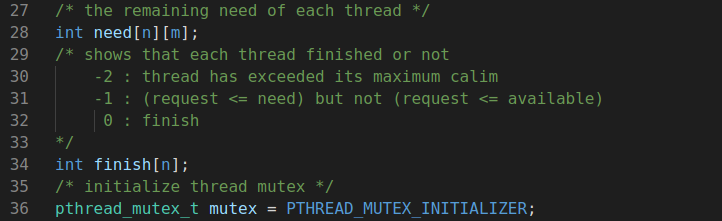 27 /* the remaining need of each thread */
28 int need[n][m];
29 /* shows that each thread finished or not
30 -2 : thread has exceeded its maximum calim
31 -1 : (request <= need) but not (request <= available)
32 0 : finish
33 */
34 int finish[n];
35 /* initialize thread mutex */
36 pthread_mutex_t mutex = PTHREAD_MUTEX_INITIALIZER;